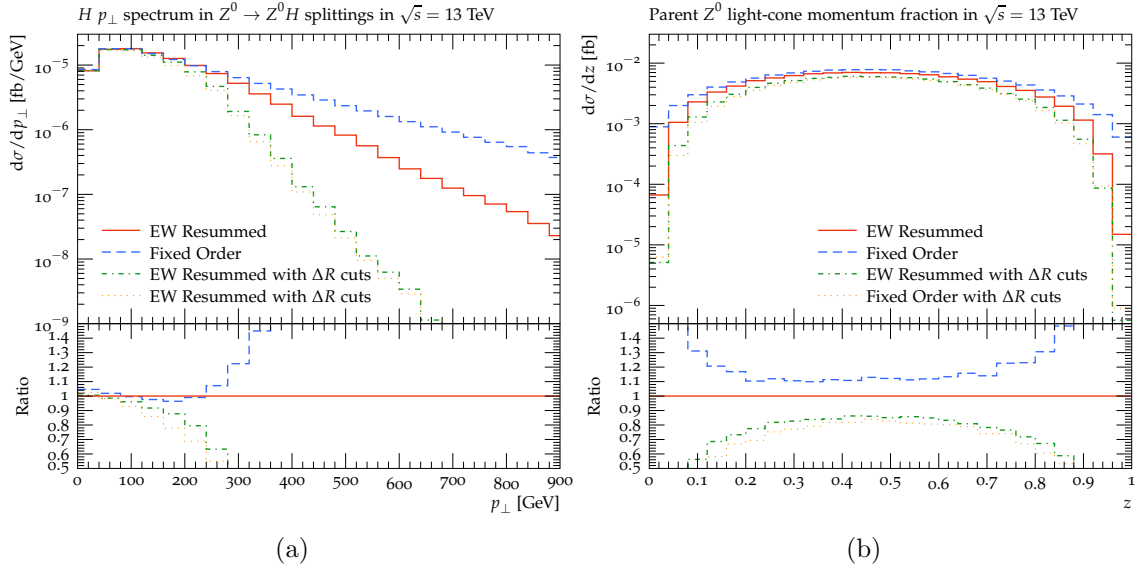 H p⊥ spectrum in Z⁰ → Z⁰H splittings in √s = 13 TeV
dσ/dp⊥ [fb/GeV]
10⁻⁵
10⁻⁶
10⁻⁷
10⁻⁸
10⁻⁹
EW Resummed
Fixed Order
EW Resummed with ΔR cuts
EW Resummed with ΔR cuts
Ratio
1.4
1.3
1.2
1.1
1
0.9
0.8
0.7
0.6
0.5
0 100 200 300 400 500 600 700 800 900
p⊥ [GeV]
(a)
Parent Z⁰ light-cone momentum fraction in √s = 13 TeV
dσ/dz [fb]
10⁻²
10⁻³
10⁻⁴
10⁻⁵
10⁻⁶
EW Resummed
Fixed Order
EW Resummed with ΔR cuts
Fixed Order with ΔR cuts
Ratio
1.4
1.3
1.2
1.1
1
0.9
0.8
0.7
0.6
0.5
0 0.1 0.2 0.3 0.4 0.5 0.6 0.7 0.8 0.9 1
z
(b)